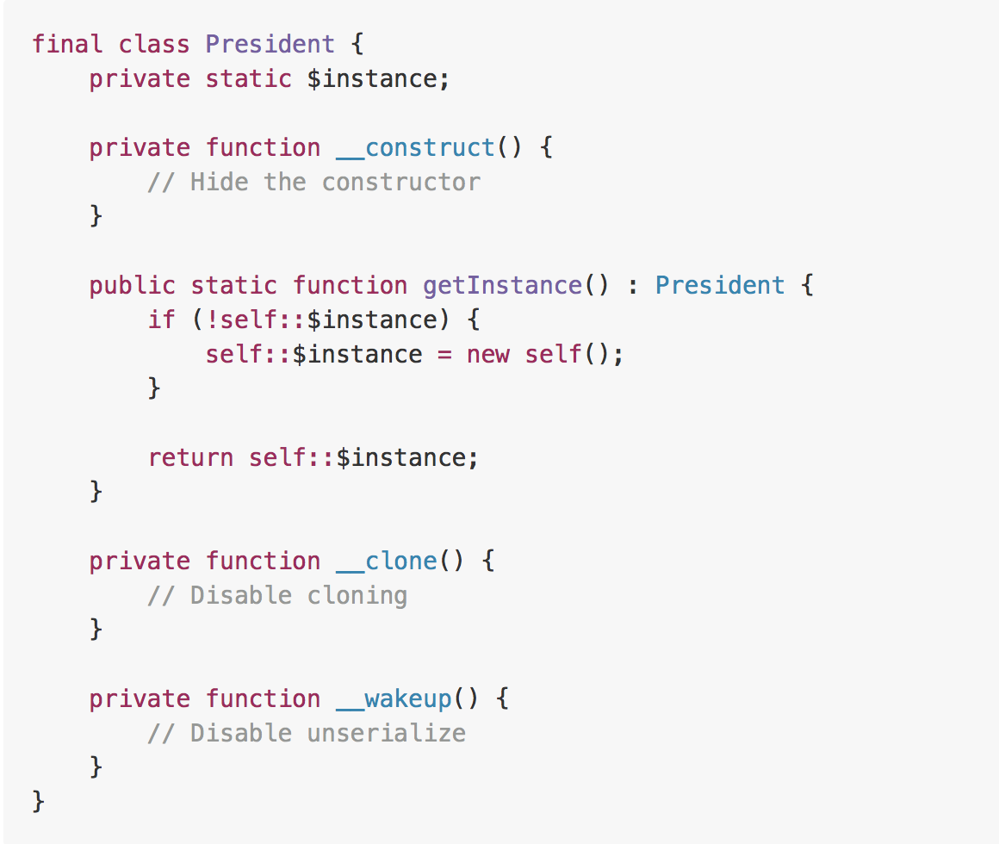 final class President {
    private static $instance;

    private function __construct() {
        // Hide the constructor
    }

    public static function getInstance() : President {
        if (!self::$instance) {
            self::$instance = new self();
        }

        return self::$instance;
    }

    private function __clone() {
        // Disable cloning
    }

    private function __wakeup() {
        // Disable unserialize
    }
}